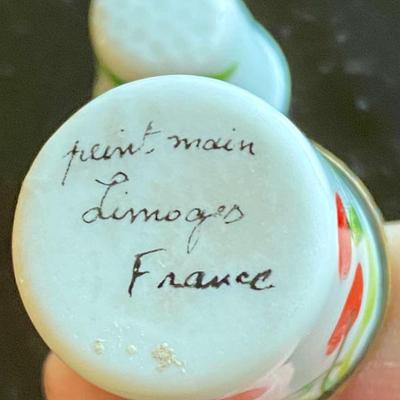 peint main
Limoges
France